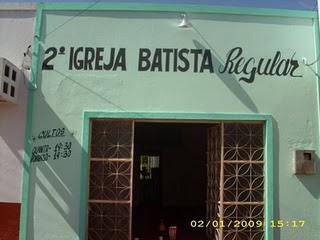 2ª IGREJA BATISTA Regular
CULTOS
QUINTA - 19:30
DOMINGO - 19:30
02/01/2009 15:17